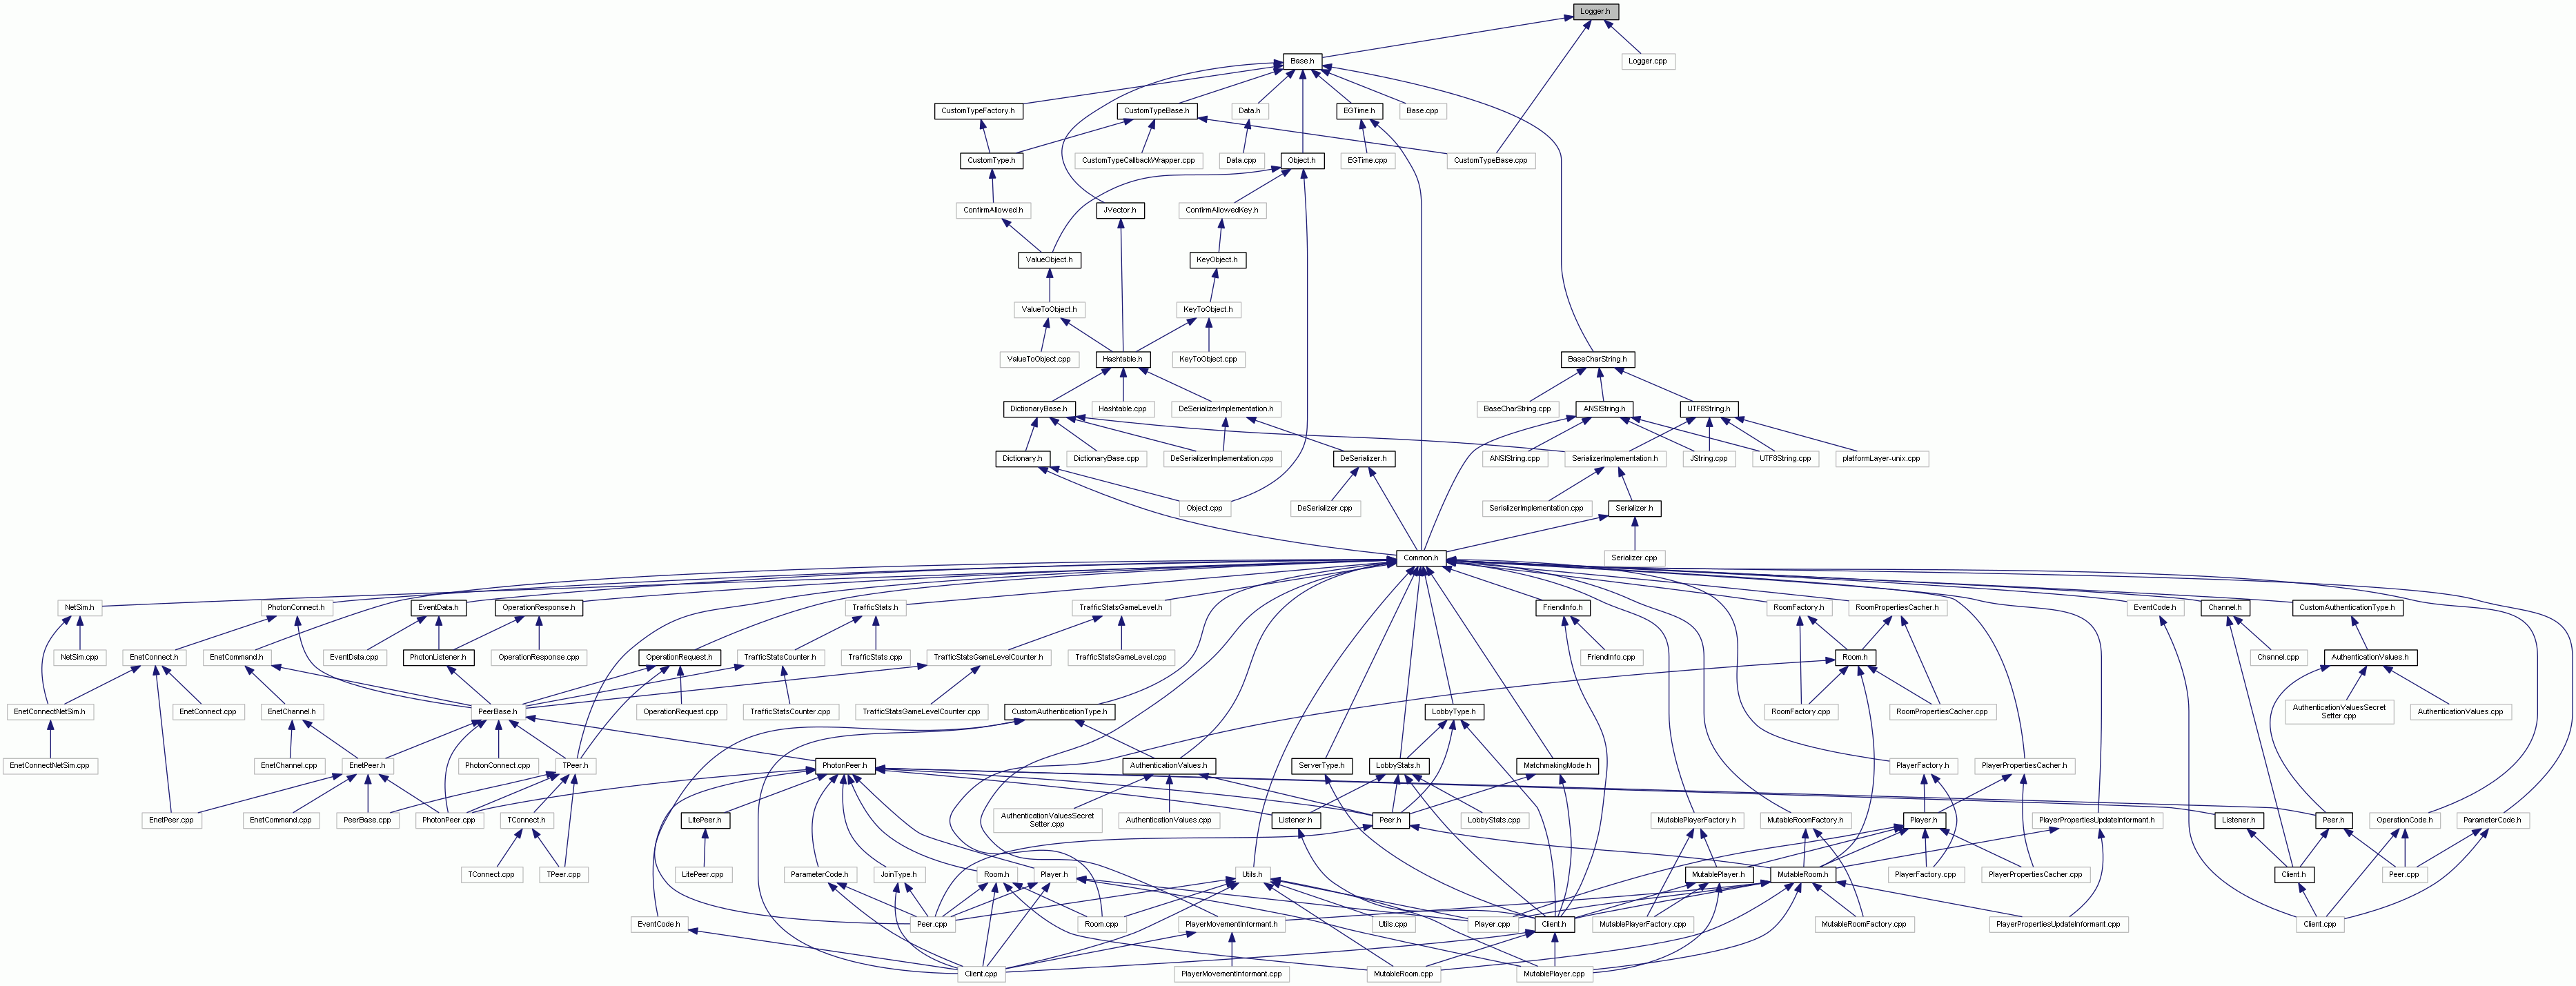 Logger.h
Base.h
Logger.cpp
CustomTypeFactory.h
CustomTypeBase.h
Data.h
EGTime.h
Base.cpp
CustomType.h
CustomTypeCallbackWrapper.cpp
Data.cpp
Object.h
EGTime.cpp
CustomTypeBase.cpp
ConfirmAllowed.h
JVector.h
ConfirmAllowedKey.h
ValueObject.h
KeyObject.h
ValueToObject.h
KeyToObject.h
ValueToObject.cpp
Hashtable.h
KeyToObject.cpp
BaseCharString.h
DictionaryBase.h
Hashtable.cpp
DeSerializerImplementation.h
BaseCharString.cpp
ANSIString.h
UTF8String.h
Dictionary.h
DictionaryBase.cpp
DeSerializerImplementation.cpp
DeSerializer.h
ANSIString.cpp
SerializerImplementation.h
JString.cpp
UTF8String.cpp
platformLayer-unix.cpp
Object.cpp
DeSerializer.cpp
SerializerImplementation.cpp
Serializer.h
Common.h
Serializer.cpp
NetSim.h
PhotonConnect.h
EventData.h
OperationResponse.h
TrafficStats.h
TrafficStatsGameLevel.h
FriendInfo.h
RoomFactory.h
RoomPropertiesCacher.h
EventCode.h
Channel.h
CustomAuthenticationType.h
NetSim.cpp
EnetConnect.h
EnetCommand.h
EventData.cpp
PhotonListener.h
OperationResponse.cpp
OperationRequest.h
TrafficStatsCounter.h
TrafficStats.cpp
TrafficStatsGameLevelCounter.h
TrafficStatsGameLevel.cpp
FriendInfo.cpp
Room.h
Channel.cpp
AuthenticationValues.h
EnetConnectNetSim.h
EnetConnect.cpp
EnetChannel.h
PeerBase.h
OperationRequest.cpp
TrafficStatsCounter.cpp
TrafficStatsGameLevelCounter.cpp
CustomAuthenticationType.h
LobbyType.h
RoomFactory.cpp
RoomPropertiesCacher.cpp
AuthenticationValuesSecret
Setter.cpp
AuthenticationValues.cpp
EnetConnectNetSim.cpp
EnetChannel.cpp
EnetPeer.h
PhotonConnect.cpp
TPeer.h
PhotonPeer.h
AuthenticationValues.h
ServerType.h
LobbyStats.h
MatchmakingMode.h
PlayerFactory.h
PlayerPropertiesCacher.h
EnetPeer.cpp
EnetCommand.cpp
PeerBase.cpp
PhotonPeer.cpp
TConnect.h
LitePeer.h
AuthenticationValuesSecret
Setter.cpp
AuthenticationValues.cpp
Listener.h
Peer.h
LobbyStats.cpp
MutablePlayerFactory.h
MutableRoomFactory.h
Player.h
PlayerPropertiesUpdateInformant.h
Listener.h
Peer.h
OperationCode.h
ParameterCode.h
TConnect.cpp
TPeer.cpp
LitePeer.cpp
ParameterCode.h
JoinType.h
Room.h
Player.h
Utils.h
MutablePlayer.h
MutableRoom.h
PlayerFactory.cpp
PlayerPropertiesCacher.cpp
Client.h
Peer.cpp
EventCode.h
Peer.cpp
Room.cpp
PlayerMovementInformant.h
Utils.cpp
Player.cpp
Client.h
MutablePlayerFactory.cpp
MutableRoomFactory.cpp
PlayerPropertiesUpdateInformant.cpp
Client.cpp
Client.cpp
PlayerMovementInformant.cpp
MutableRoom.cpp
MutablePlayer.cpp